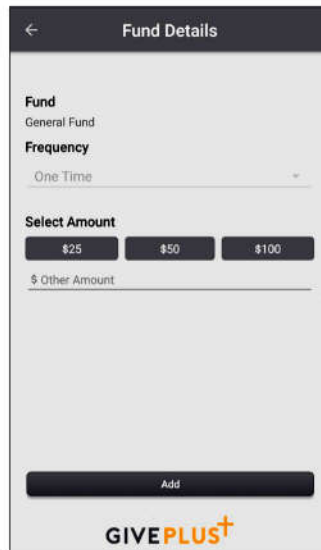 Fund Details
Fund
General Fund
Frequency
One Time
Select Amount
$25 $50 $100
$ Other Amount
Add
GIVEPLUS+